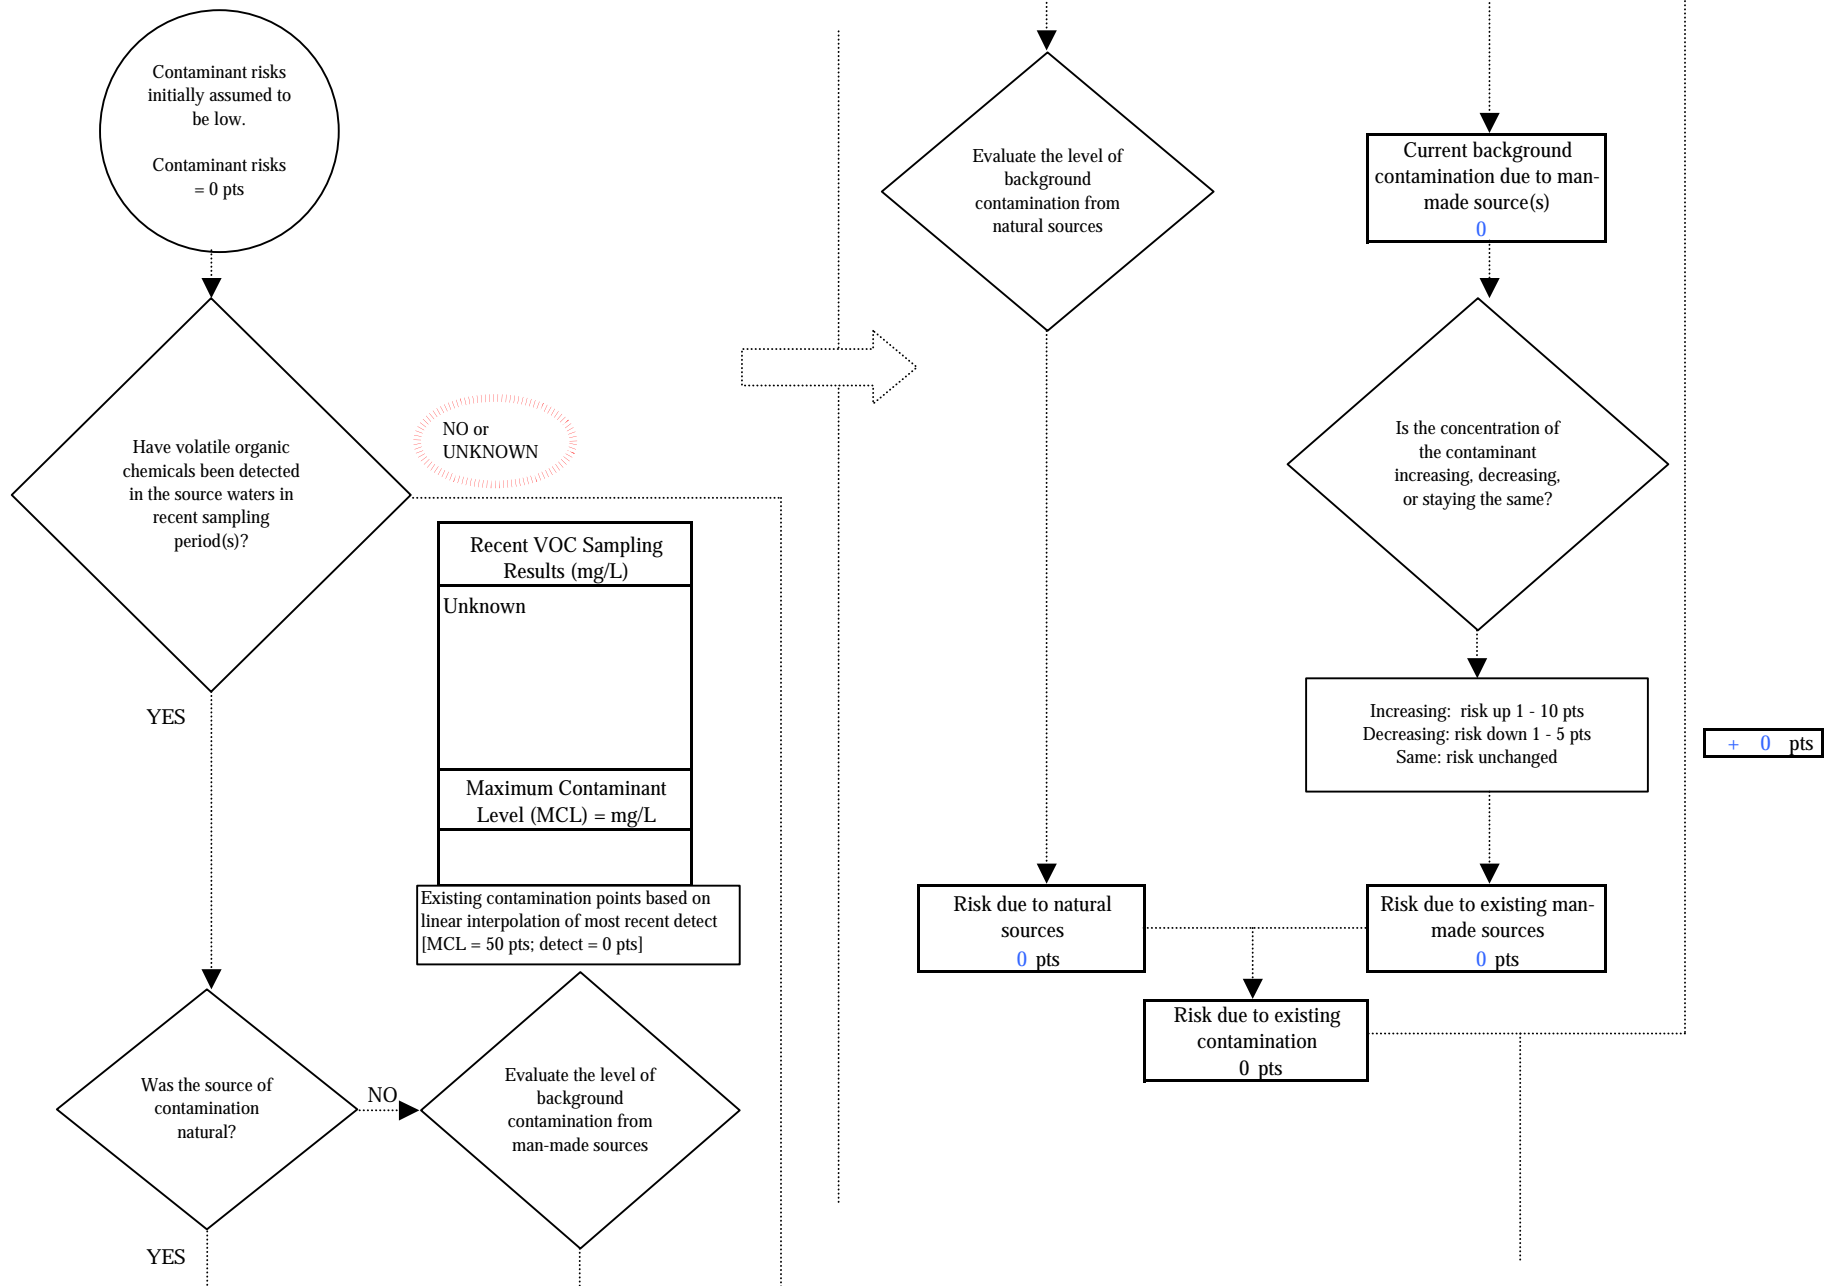 Contaminant risks
initially assumed to
be low.
Contaminant risks
= 0 pts
Have volatile organic
chemicals been detected
in the source waters in
recent sampling
period(s)?
NO or
UNKNOWN
YES
Recent VOC Sampling
Results (mg/L)
Unknown
Maximum Contaminant
Level (MCL) = mg/L
Existing contamination points based on
linear interpolation of most recent detect
[MCL = 50 pts; detect = 0 pts]
Was the source of
contamination
natural?
NO
YES
Evaluate the level of
background
contamination from
man-made sources
Evaluate the level of
background
contamination from
natural sources
Current background
contamination due to man-
made source(s)
0
Is the concentration of
the contaminant
increasing, decreasing,
or staying the same?
Increasing: risk up 1 - 10 pts
Decreasing: risk down 1 - 5 pts
Same: risk unchanged
+ 0 pts
Risk due to natural
sources
0 pts
Risk due to existing man-
made sources
0 pts
Risk due to existing
contamination
0 pts